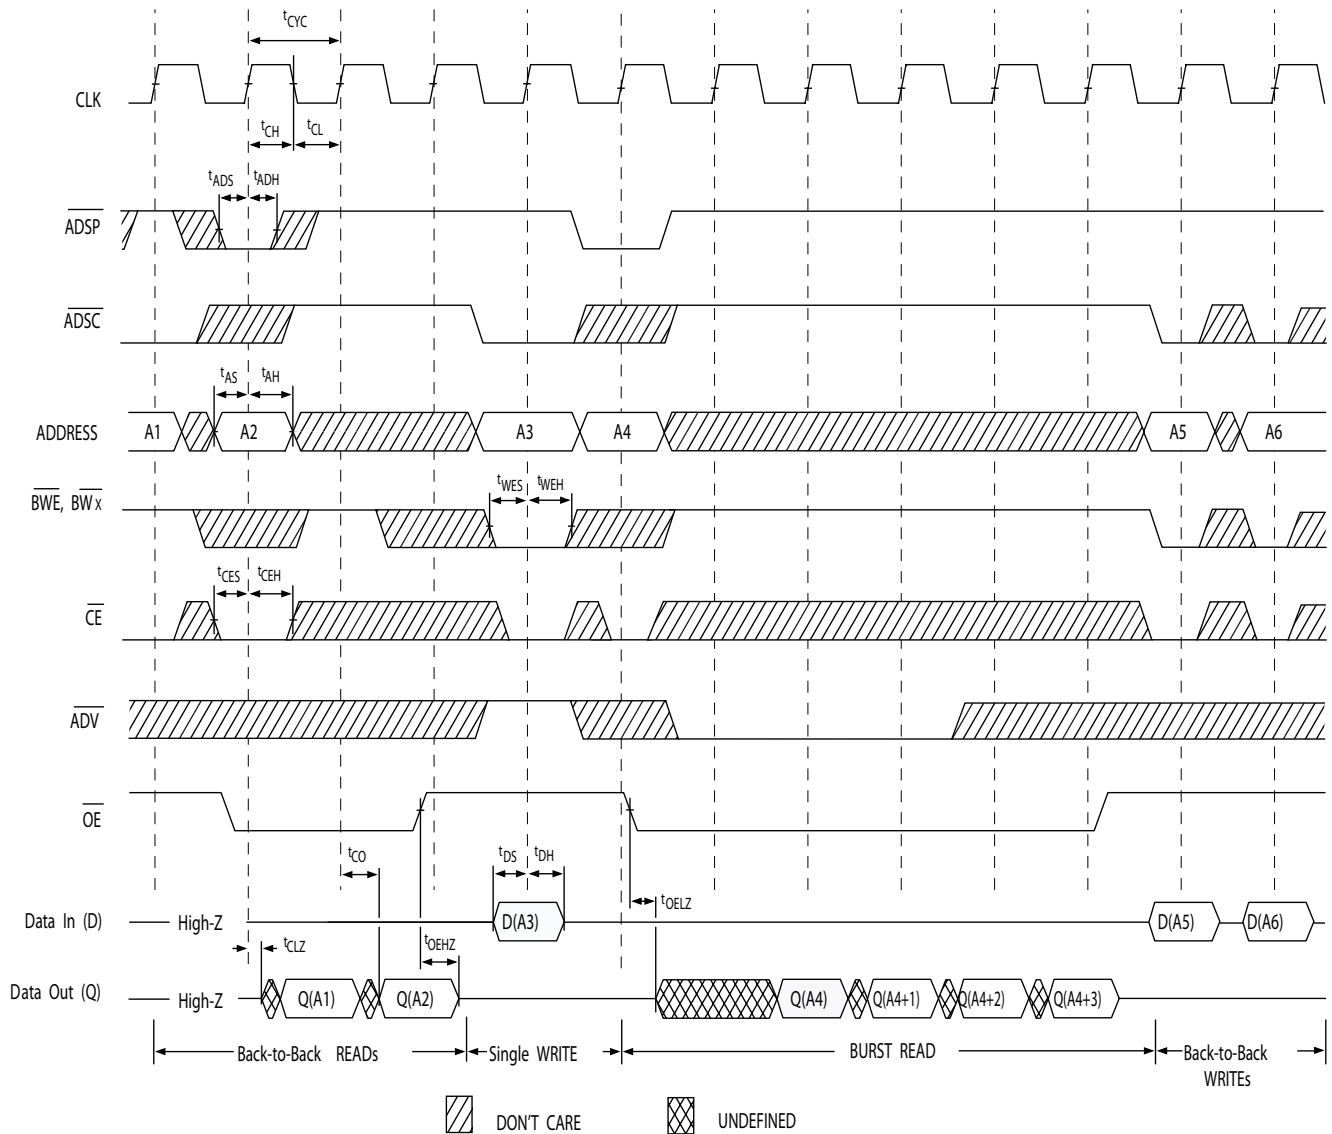 tCYC
CLK
tCH
tCL
tADS
tADH
ADSP
ADSC
tAS
tAH
ADDRESS
A1
A2
A3
A4
A5
A6
BWE, BWx
tWES
tWEH
tCES
tCEH
CE
ADV
OE
tCO
tDS
tDH
tOELZ
Data In (D)
High-Z
D(A3)
D(A5)
D(A6)
tCLZ
tOEHZ
Data Out (Q)
High-Z
Q(A1)
Q(A2)
Q(A4)
Q(A4+1)
Q(A4+2)
Q(A4+3)
Back-to-Back READs
Single WRITE
BURST READ
Back-to-Back
WRITEs
DON'T CARE
UNDEFINED